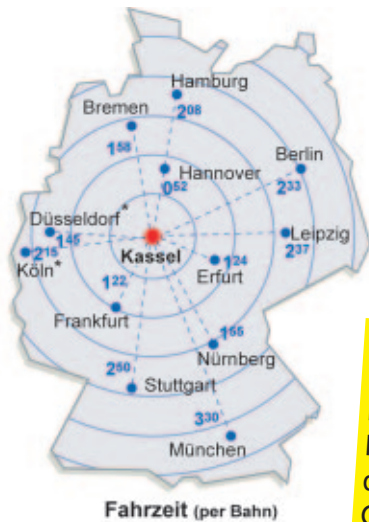 Hamburg
2⁰⁸
Bremen
1⁵⁸
Hannover
0⁵²
Berlin
2³³
Düsseldorf*
1⁴⁵
Leipzig
2³⁷
Kassel
2¹⁵
Köln*
1²⁴
Erfurt
1²²
Frankfurt
1⁵⁵
Nürnberg
2⁵⁰
Stuttgart
3³⁰
München
Fahrzeit (per Bahn)